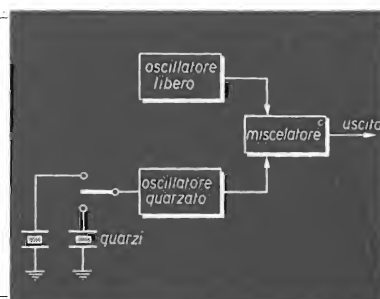 oscillatore
libero
miscelatore
uscita
oscillatore
quarzato
quarzi